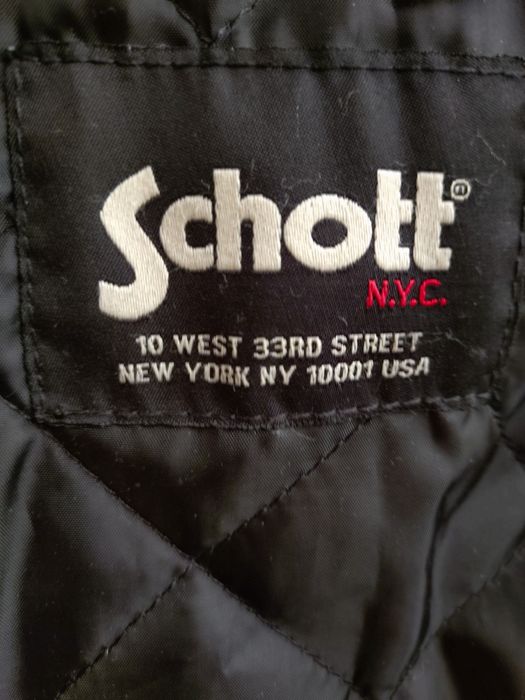 Schott®
N.Y.C.
10 WEST 33RD STREET
NEW YORK NY 10001 USA